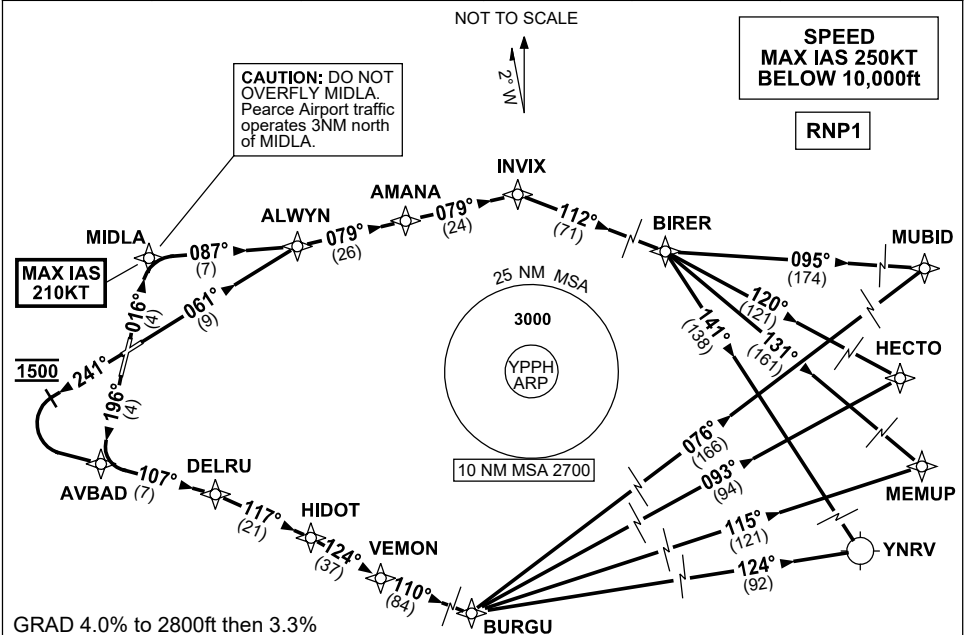 NOT TO SCALE
2° W
SPEED
MAX IAS 250KT
BELOW 10,000ft
RNP1
CAUTION: DO NOT
OVERFLY MIDLA.
Pearce Airport traffic
operates 3NM north
of MIDLA.
INVIX
AMANA
ALWYN
MIDLA
BIRER
MUBID
087°
(7)
079°
(26)
079°
(24)
112°
(71)
095°
(174)
MAX IAS
210KT
016°
(4)
061°
(9)
25 NM MSA
3000
YPPH
ARP
10 NM MSA 2700
120°
(121)
131°
(161)
141°
(138)
HECTO
1500
241°
196°
(4)
AVBAD
107°
(7)
DELRU
117°
(21)
HIDOT
124°
(37)
VEMON
110°
(84)
BURGU
076°
(166)
093°
(94)
115°
(121)
124°
(92)
MEMUP
YNRV
GRAD 4.0% to 2800ft then 3.3%